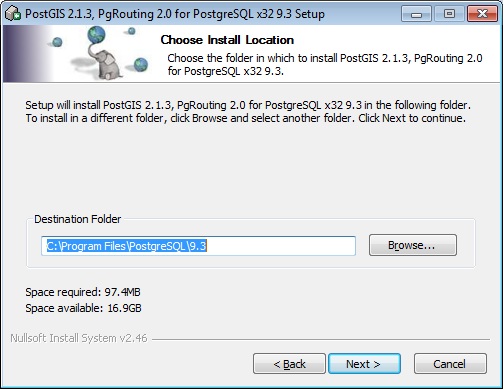 PostGIS 2.1.3, PgRouting 2.0 for PostgreSQL x32 9.3 Setup
Choose Install Location
Choose the folder in which to install PostGIS 2.1.3, PgRouting 2.0
for PostgreSQL x32 9.3.
Setup will install PostGIS 2.1.3, PgRouting 2.0 for PostgreSQL x32 9.3 in the following folder.
To install in a different folder, click Browse and select another folder. Click Next to continue.
Destination Folder
C:\Program Files\PostgreSQL\9.3
Browse...
Space required: 97.4MB
Space available: 16.9GB
Nullsoft Install System v2.46
< Back
Next >
Cancel